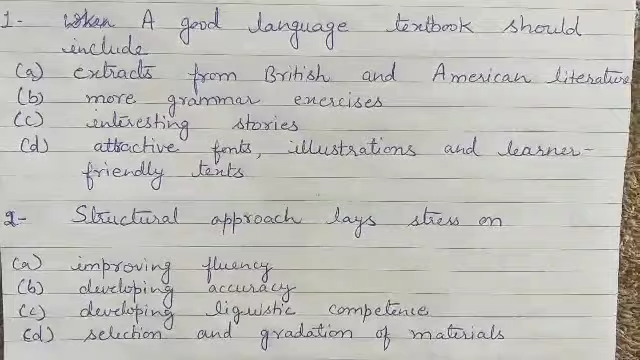 1- When A good language textbook should
include
(a) extracts from British and American literature
(b) more grammar exercises
(c) interesting stories
(d) attractive fonts, illustrations and learner-
friendly texts
2- Structural approach lays stress on
(a) improving fluency
(b) developing accuracy
(c) developing liguistic competence
(d) selection and gradation of materials